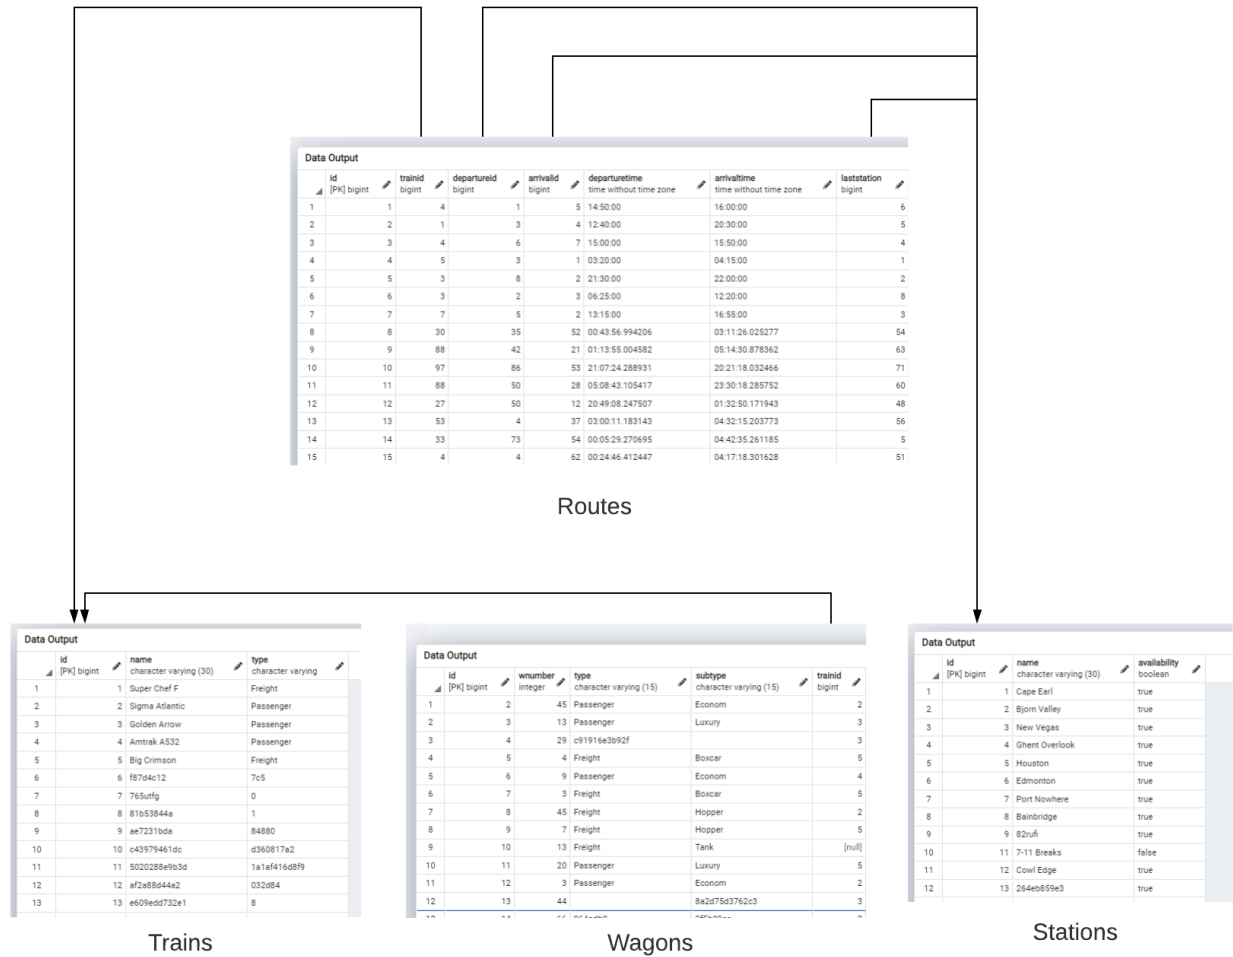 Data Output
id trainid departureid arrivalid departuretime arrivaltime laststation
[PK] bigint bigint bigint bigint time without time zone time without time zone bigint
1 1 4 1 5 14:50:00 16:00:00 6
2 2 1 3 4 12:40:00 20:30:00 5
3 3 4 6 7 15:00:00 15:50:00 4
4 4 5 3 1 03:20:00 04:15:00 1
5 5 3 8 2 21:30:00 22:00:00 2
6 6 3 2 3 06:25:00 12:20:00 8
7 7 7 5 2 13:15:00 16:55:00 3
8 8 30 35 52 00:43:56.994206 03:11:26.025277 54
9 9 88 42 21 01:13:55.004582 05:14:30.878362 63
10 10 97 86 53 21:07:24.288931 20:21:18.032466 71
11 11 88 50 28 05:08:43.105417 23:30:18.285752 60
12 12 27 50 12 20:49:08.247507 01:32:50.171943 48
13 13 53 4 37 03:00:11.183143 04:32:15.203773 56
14 14 33 73 54 00:05:29.270695 04:42:35.261185 5
15 15 4 4 62 00:24:46.412447 04:17:18.301628 51
Routes
Data Output
id name type
[PK] bigint character varying (30) character varying
1 1 Super Chef F Freight
2 2 Sigma Atlantic Passenger
3 3 Golden Arrow Passenger
4 4 Amtrak A532 Passenger
5 5 Big Crimson Freight
6 6 f87d4c12 7c5
7 7 765utfg 0
8 8 81b53844a 1
9 9 ae7231bda 84880
10 10 c43979461dc d360817a2
11 11 5020288e9b3d 1a1af416d8f9
12 12 af2a88d44a2 032d84
13 13 e609edd732e1 8
Trains
Data Output
id wnumber type subtype trainid
[PK] bigint integer character varying (15) character varying (15) bigint
1 2 45 Passenger Econom 2
2 3 13 Passenger Luxury 3
3 4 29 c91916e3b92f 3
4 5 4 Freight Boxcar 5
5 6 9 Passenger Econom 4
6 7 3 Freight Boxcar 5
7 8 45 Freight Hopper 2
8 9 7 Freight Hopper 5
9 10 13 Freight Tank [null]
10 11 20 Passenger Luxury 5
11 12 3 Passenger Econom 2
12 13 44 8a2d75d3762c3 3
Wagons
Data Output
id name availability
[PK] bigint character varying (30) boolean
1 1 Cape Earl true
2 2 Bjorn Valley true
3 3 New Vegas true
4 4 Ghent Overlook true
5 5 Houston true
6 6 Edmonton true
7 7 Port Nowhere true
8 8 Bainbridge true
9 9 82rufi true
10 11 7-11 Breaks false
11 12 Cowl Edge true
12 13 264eb859e3 true
Stations